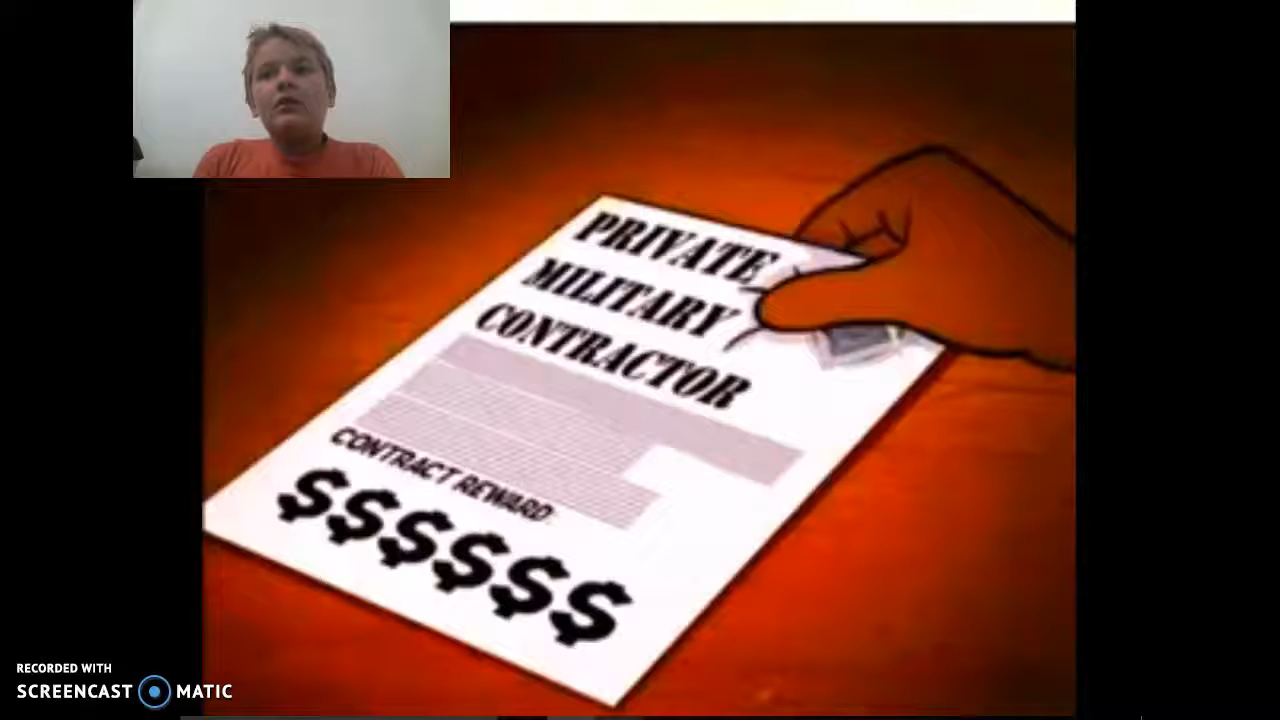 PRIVATE
MILITARY
CONTRACTOR
CONTRACT REWARD:
$$$$$$
RECORDED WITH
SCREENCAST MATIC